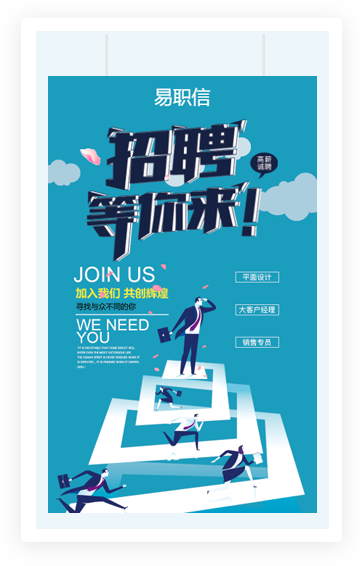 易职信
招聘
高薪
诚聘
等你来！
JOIN US
加入我们 共创辉煌
寻找与众不同的你
WE NEED
YOU
平面设计
大客户经理
销售专员